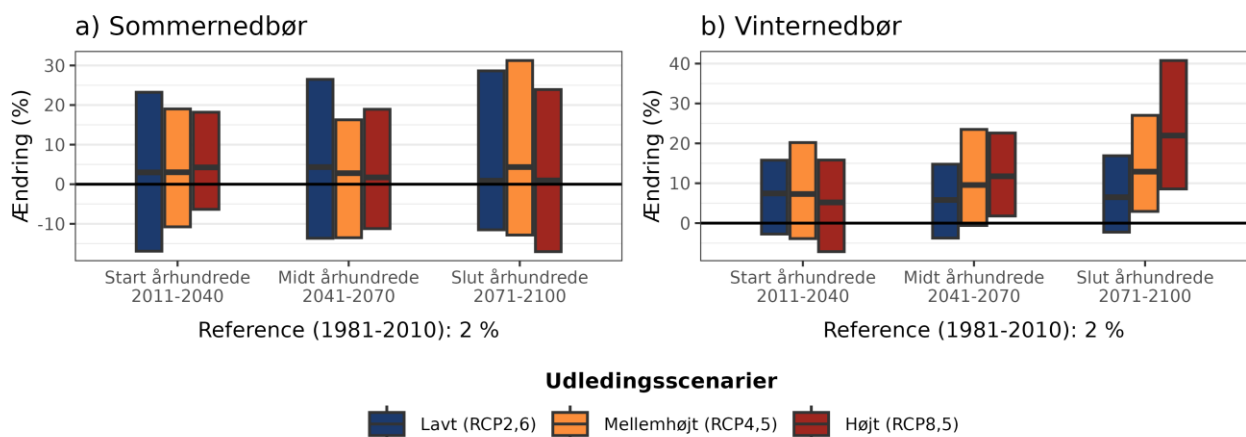 a) Sommernedbør
Ændring (%)
30
20
10
0
-10
Start århundrede
2011-2040
Midt århundrede
2041-2070
Slut århundrede
2071-2100
Reference (1981-2010): 2 %
b) Vinternedbør
Ændring (%)
40
30
20
10
0
Start århundrede
2011-2040
Midt århundrede
2041-2070
Slut århundrede
2071-2100
Reference (1981-2010): 2 %
Udledingsscenarier
Lavt (RCP2,6)
Mellemhøjt (RCP4,5)
Højt (RCP8,5)